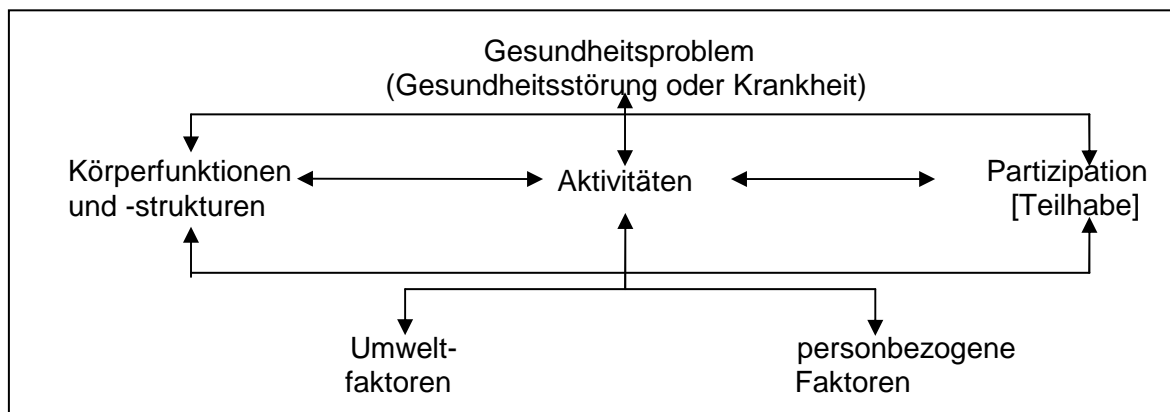 Gesundheitsproblem
(Gesundheitsstörung oder Krankheit)
Körperfunktionen
und -strukturen
Aktivitäten
Partizipation
[Teilhabe]
Umwelt-
faktoren
personbezogene
Faktoren